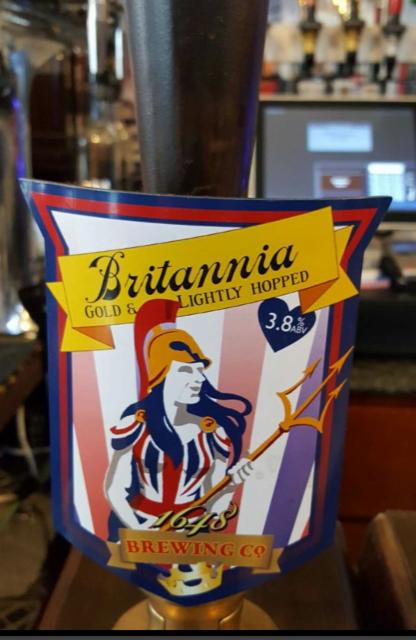 Britannia
GOLD & LIGHTLY HOPPED
3.8%
ABV
1648
BREWING CO